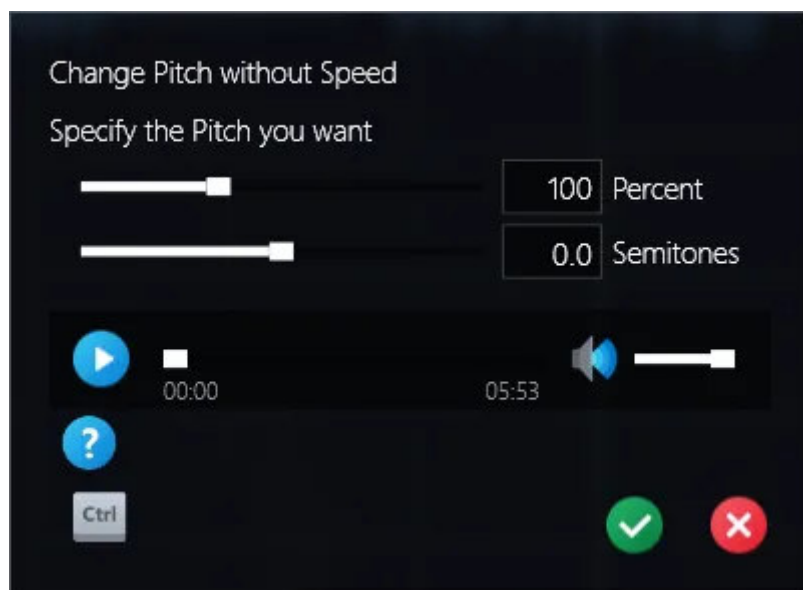 Change Pitch without Speed
Specify the Pitch you want
100 Percent
0.0 Semitones
00:00 05:53
?
Ctrl